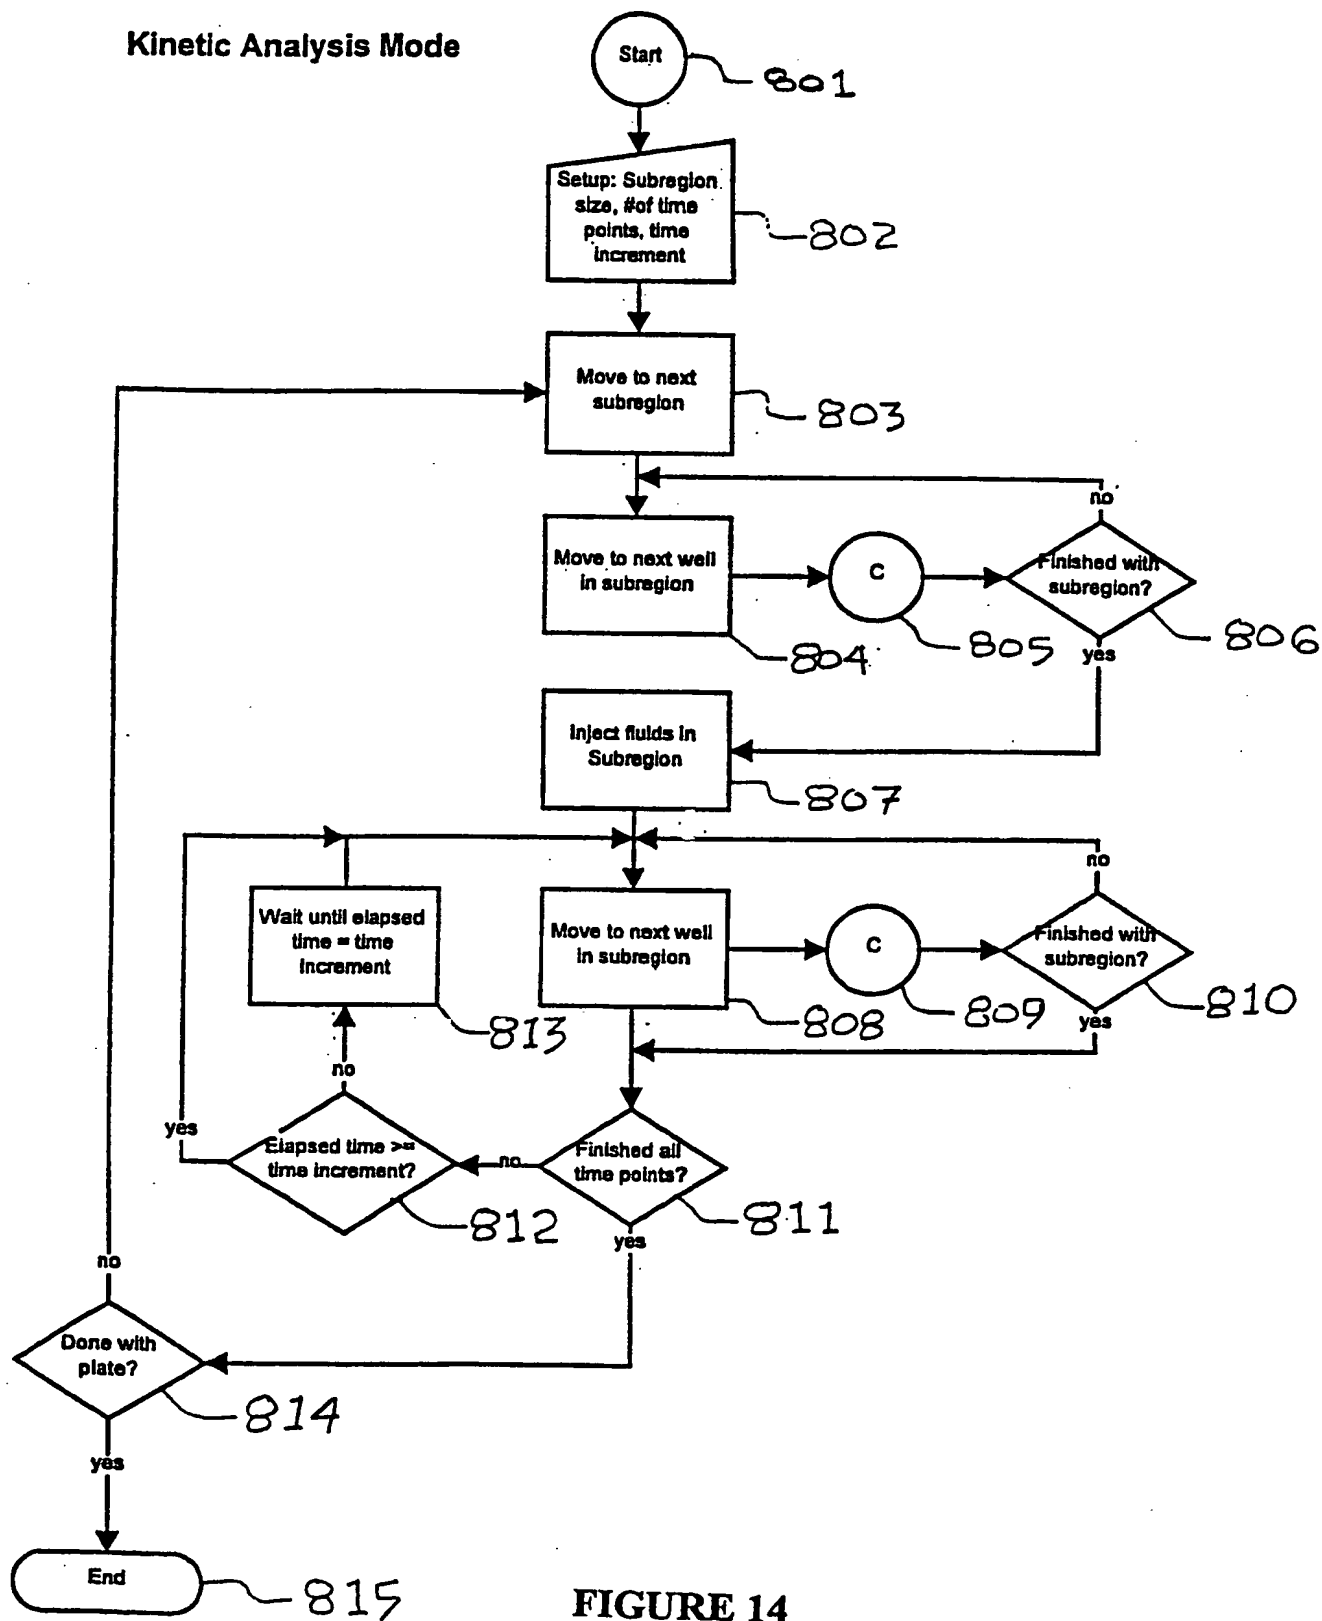 Kinetic Analysis Mode
Start
801
Setup: Subregion
size, #of time
points, time
increment
802
Move to next
subregion
803
no
Move to next well
in subregion
804
C
805
Finished with
subregion?
806
yes
Inject fluids in
Subregion
807
no
Wait until elapsed
time = time
increment
813
Move to next well
in subregion
808
C
809
Finished with
subregion?
810
yes
no
yes
Elapsed time >=
time increment?
812
no
Finished all
time points?
811
yes
no
Done with
plate?
814
yes
End
815
FIGURE 14